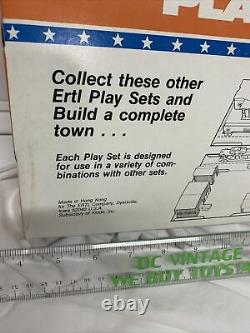 PLA
Collect these other
Ertl Play Sets and
Build a complete
town . . .
Each Play Set is designed
for use in a variety of com-
binations with other sets.
Made in Hong Kong
for The ERTL Company, Dyersville,
Iowa 52040 U.S.A.
Subsidiary of Kidde, Inc.
DC VINTAGE
WE BUY TOYS